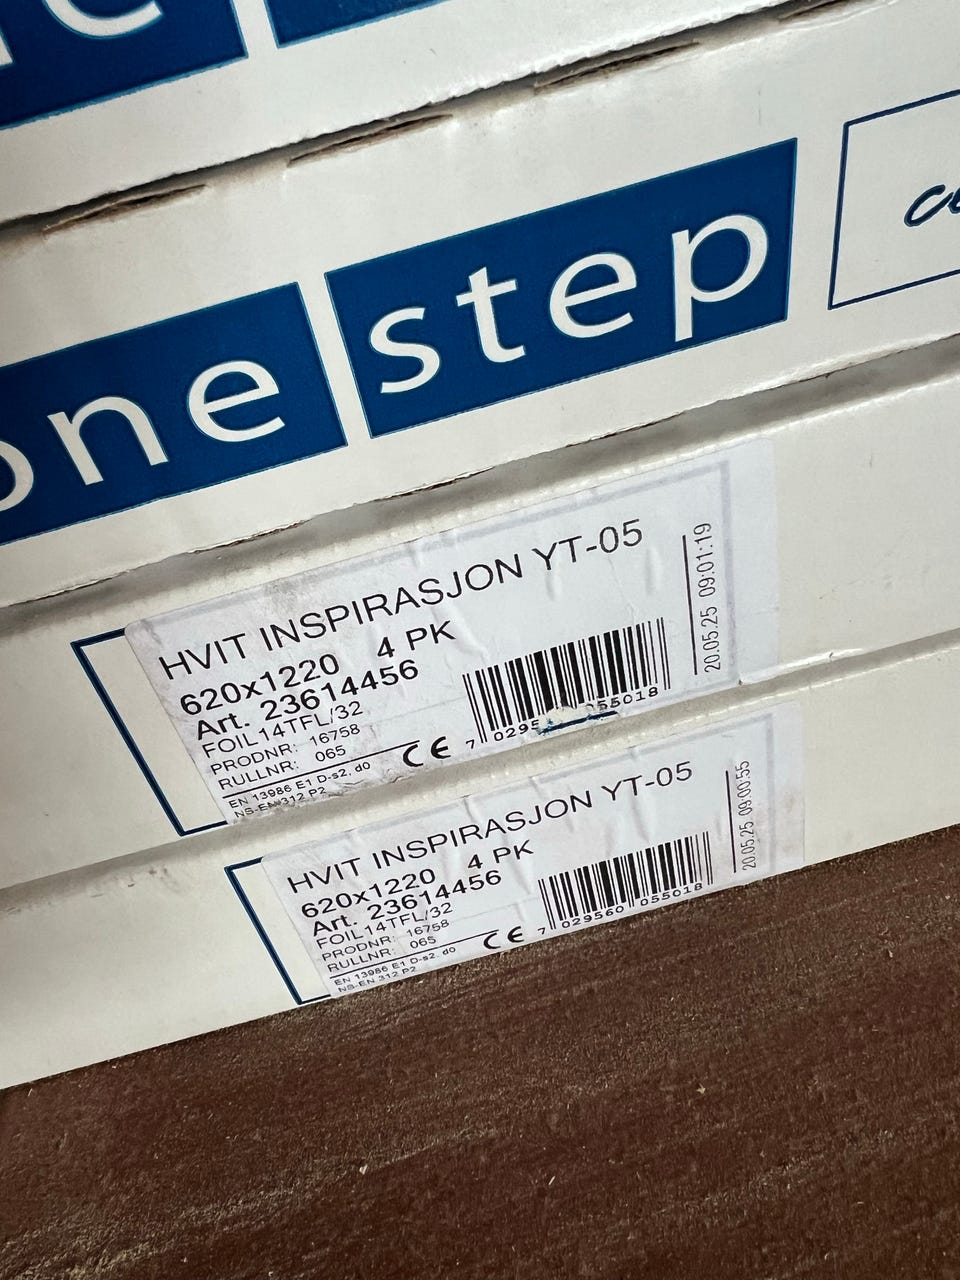 one step
HVIT INSPIRASJON YT-05
620x1220 4 PK
Art. 23614456
FOIL14TFL/32
PRODNR: 16758
RULLNR: 065
EN 13986 E1 D-s2, d0
NS-EN 312 P2
CE
7 0295 55018
20.05.25 09:01:19
HVIT INSPIRASJON YT-05
620x1220 4 PK
Art. 23614456
FOIL14TFL/32
PRODNR: 16758
RULLNR: 065
EN 13986 E1 D-s2, d0
NS-EN 312 P2
CE
7 029560 055018
20.05.25 09:00:55